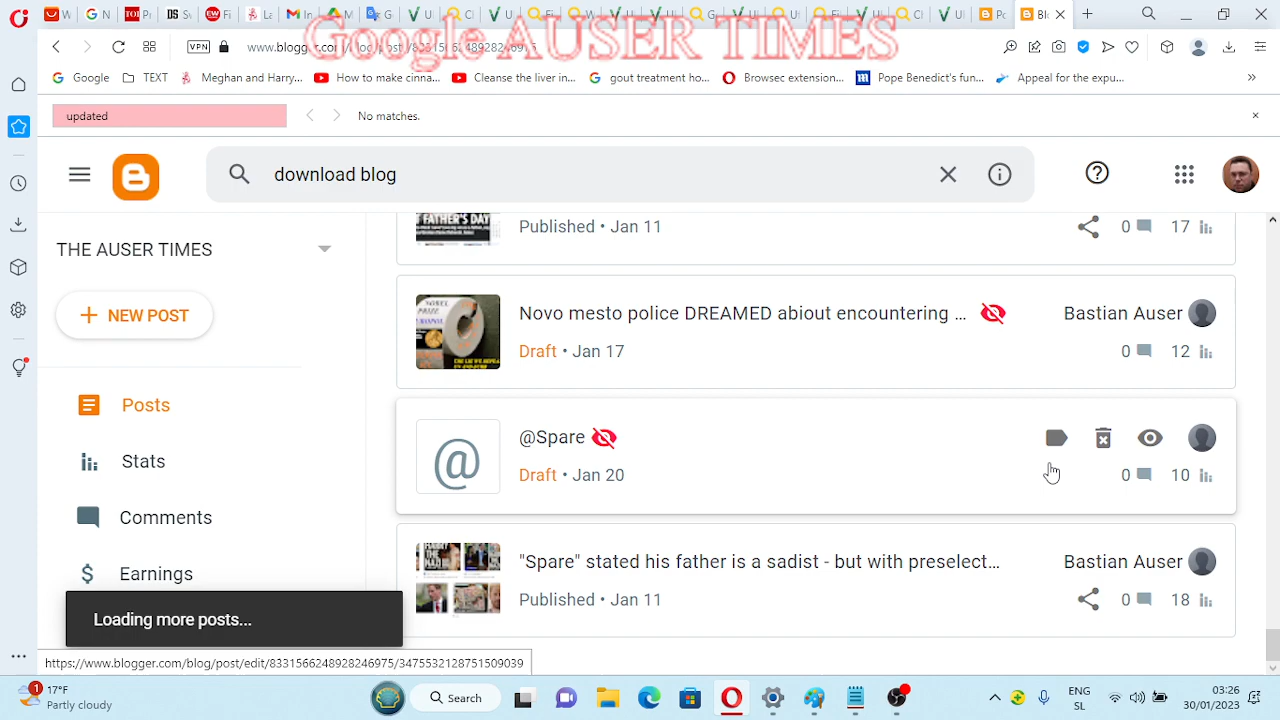 Google AUSER TIMES
VPN
Google
TEXT
Meghan and Harry...
How to make cinna...
Cleanse the liver in...
gout treatment ho...
Browsec extension...
Pope Benedict's fun...
Appeal for the expu...
updated
No matches.
download blog
THE AUSER TIMES
NEW POST
Posts
Stats
Comments
Earnings
Loading more posts...
https://www.blogger.com/blog/post/edit/8331566248928246975/3475532128751509039
Published • Jan 11
0
17
Novo mesto police DREAMED abiout encountering ...
Bastian Auser
Draft • Jan 17
0
12
@
@Spare
Draft • Jan 20
0
10
"Spare" stated his father is a sadist - but with preselect...
Bastian Auser
Published • Jan 11
0
18
1
17°F
Partly cloudy
Search
ENG
SL
03:26
30/01/2023